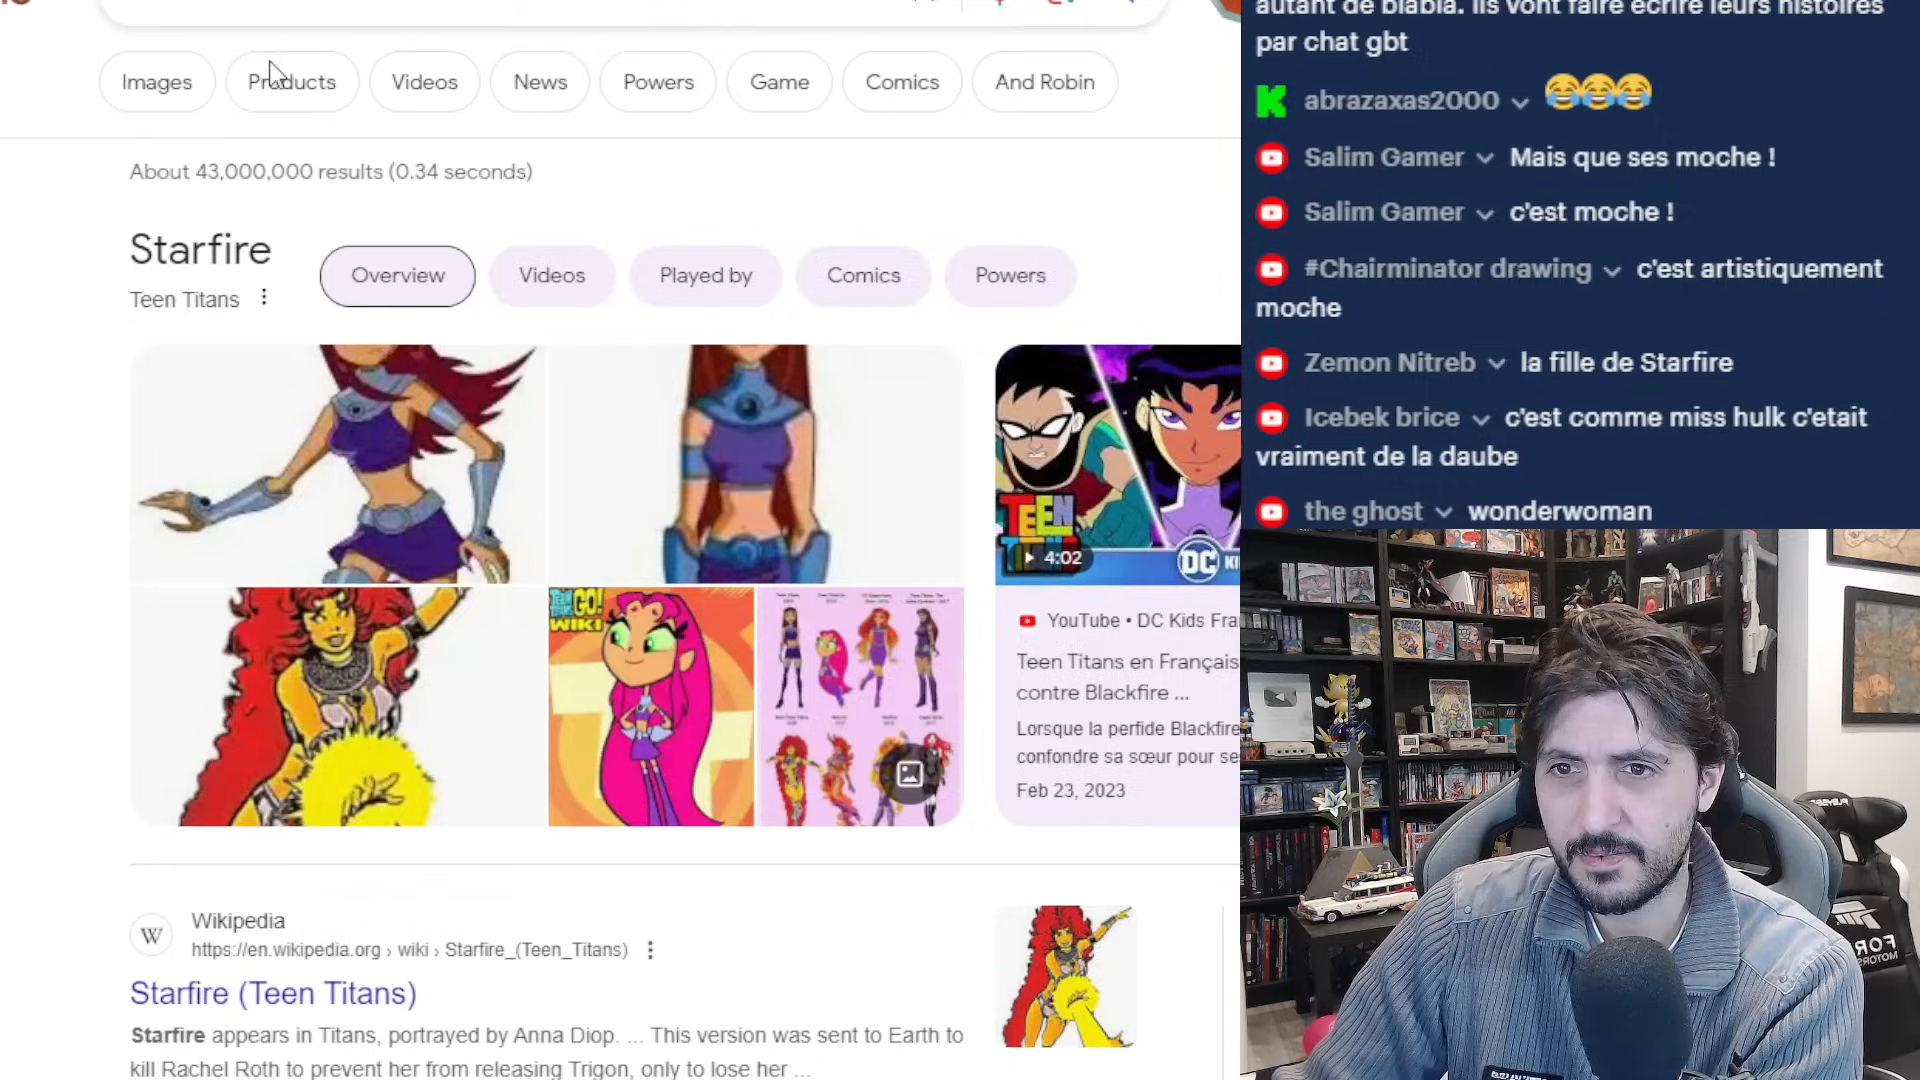 Images
Products
Videos
News
Powers
Game
Comics
And Robin
About 43,000,000 results (0.34 seconds)
Starfire
Teen Titans
Overview
Videos
Played by
Comics
Powers
TEEN TITANS GO!
WIKI
TEEN
4:02
DC KI
YouTube • DC Kids Fra
Teen Titans en Français
contre Blackfire ...
Lorsque la perfide Blackfire
confondre sa sœur pour se
Feb 23, 2023
W
Wikipedia
https://en.wikipedia.org › wiki › Starfire_(Teen_Titans)
Starfire (Teen Titans)
Starfire appears in Titans, portrayed by Anna Diop. ... This version was sent to Earth to
kill Rachel Roth to prevent her from releasing Trigon, only to lose her ...
autant de blabla. Ils vont faire écrire leurs histoires
par chat gbt
abrazaxas2000
Salim Gamer Mais que ses moche !
Salim Gamer c'est moche !
#Chairminator drawing c'est artistiquement
moche
Zemon Nitreb la fille de Starfire
Icebek brice c'est comme miss hulk c'etait
vraiment de la daube
the ghost wonderwoman